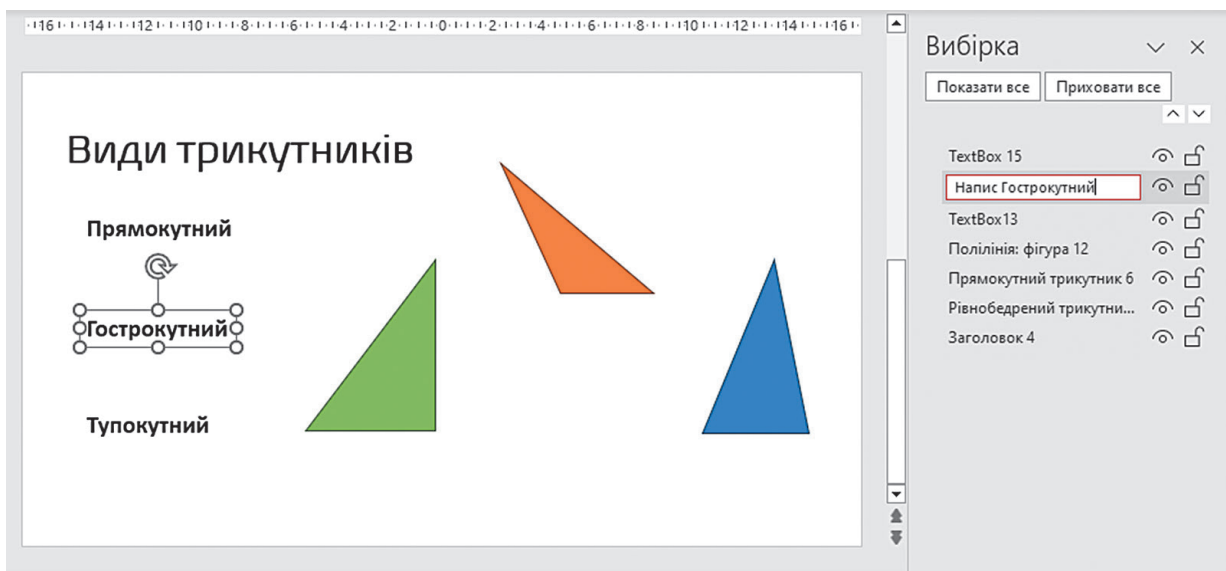 ·16·ı·14·ı·12·ı·10·ı·8·ı·6·ı·4·ı·2·ı·0·ı·2·ı·4·ı·6·ı·8·ı·10·ı·12·ı·14·ı·16·
Види трикутників
Прямокутний
Гострокутний
Тупокутний
Вибірка
Показати все
Приховати все
TextBox 15
Напис Гострокутний
TextBox13
Полілінія: фігура 12
Прямокутний трикутник 6
Рівнобедрений трикутни...
Заголовок 4